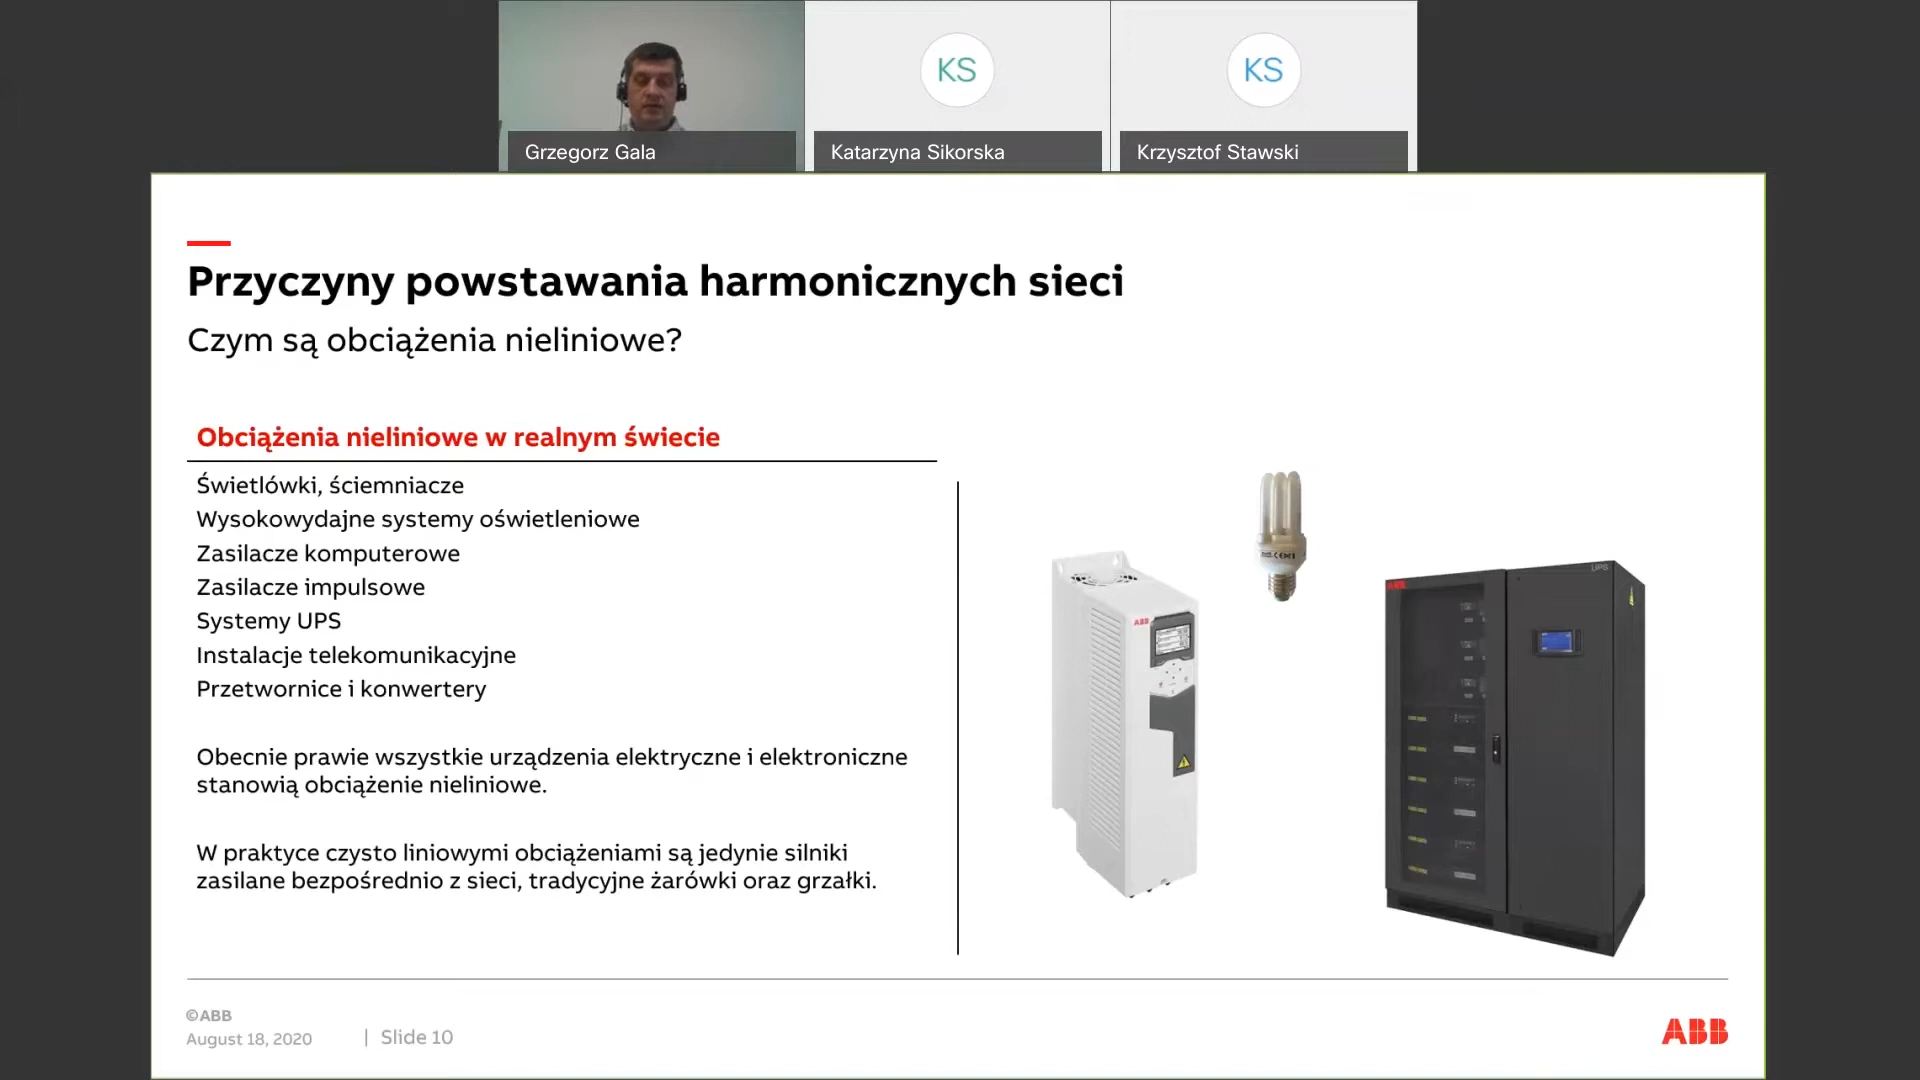 KS
KS
Grzegorz Gala
Katarzyna Sikorska
Krzysztof Stawski
Przyczyny powstawania harmonicznych sieci
Czym są obciążenia nieliniowe?
Obciążenia nieliniowe w realnym świecie
Świetlówki, ściemniacze
Wysokowydajne systemy oświetleniowe
Zasilacze komputerowe
Zasilacze impulsowe
Systemy UPS
Instalacje telekomunikacyjne
Przetwornice i konwertery
Obecnie prawie wszystkie urządzenia elektryczne i elektroniczne
stanowią obciążenie nieliniowe.
W praktyce czysto liniowymi obciążeniami są jedynie silniki
zasilane bezpośrednio z sieci, tradycyjne żarówki oraz grzałki.
ABB
UPS
©ABB
August 18, 2020 | Slide 10
ABB